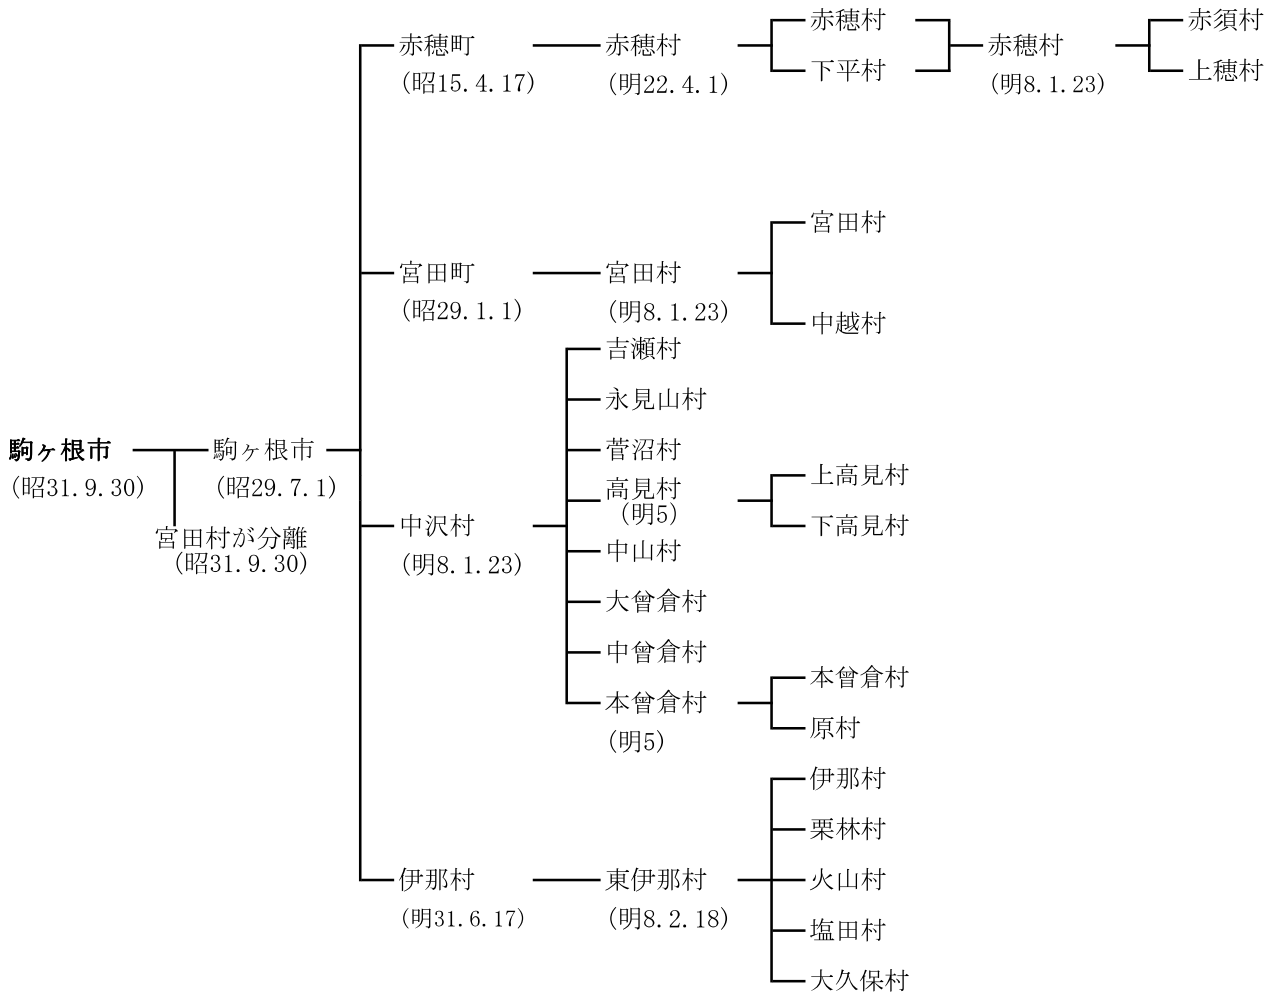 駒ヶ根市
(昭31.9.30)
宮田村が分離
(昭31.9.30)
駒ヶ根市
(昭29.7.1)
赤穂町
(昭15.4.17)
赤穂村
(明22.4.1)
赤穂村
下平村
赤穂村
(明8.1.23)
赤須村
上穂村
宮田町
(昭29.1.1)
宮田村
(明8.1.23)
宮田村
中越村
中沢村
(明8.1.23)
吉瀬村
永見山村
菅沼村
高見村
(明5)
上高見村
下高見村
中山村
大曾倉村
中曾倉村
本曾倉村
(明5)
本曾倉村
原村
伊那村
(明31.6.17)
東伊那村
(明8.2.18)
伊那村
栗林村
火山村
塩田村
大久保村